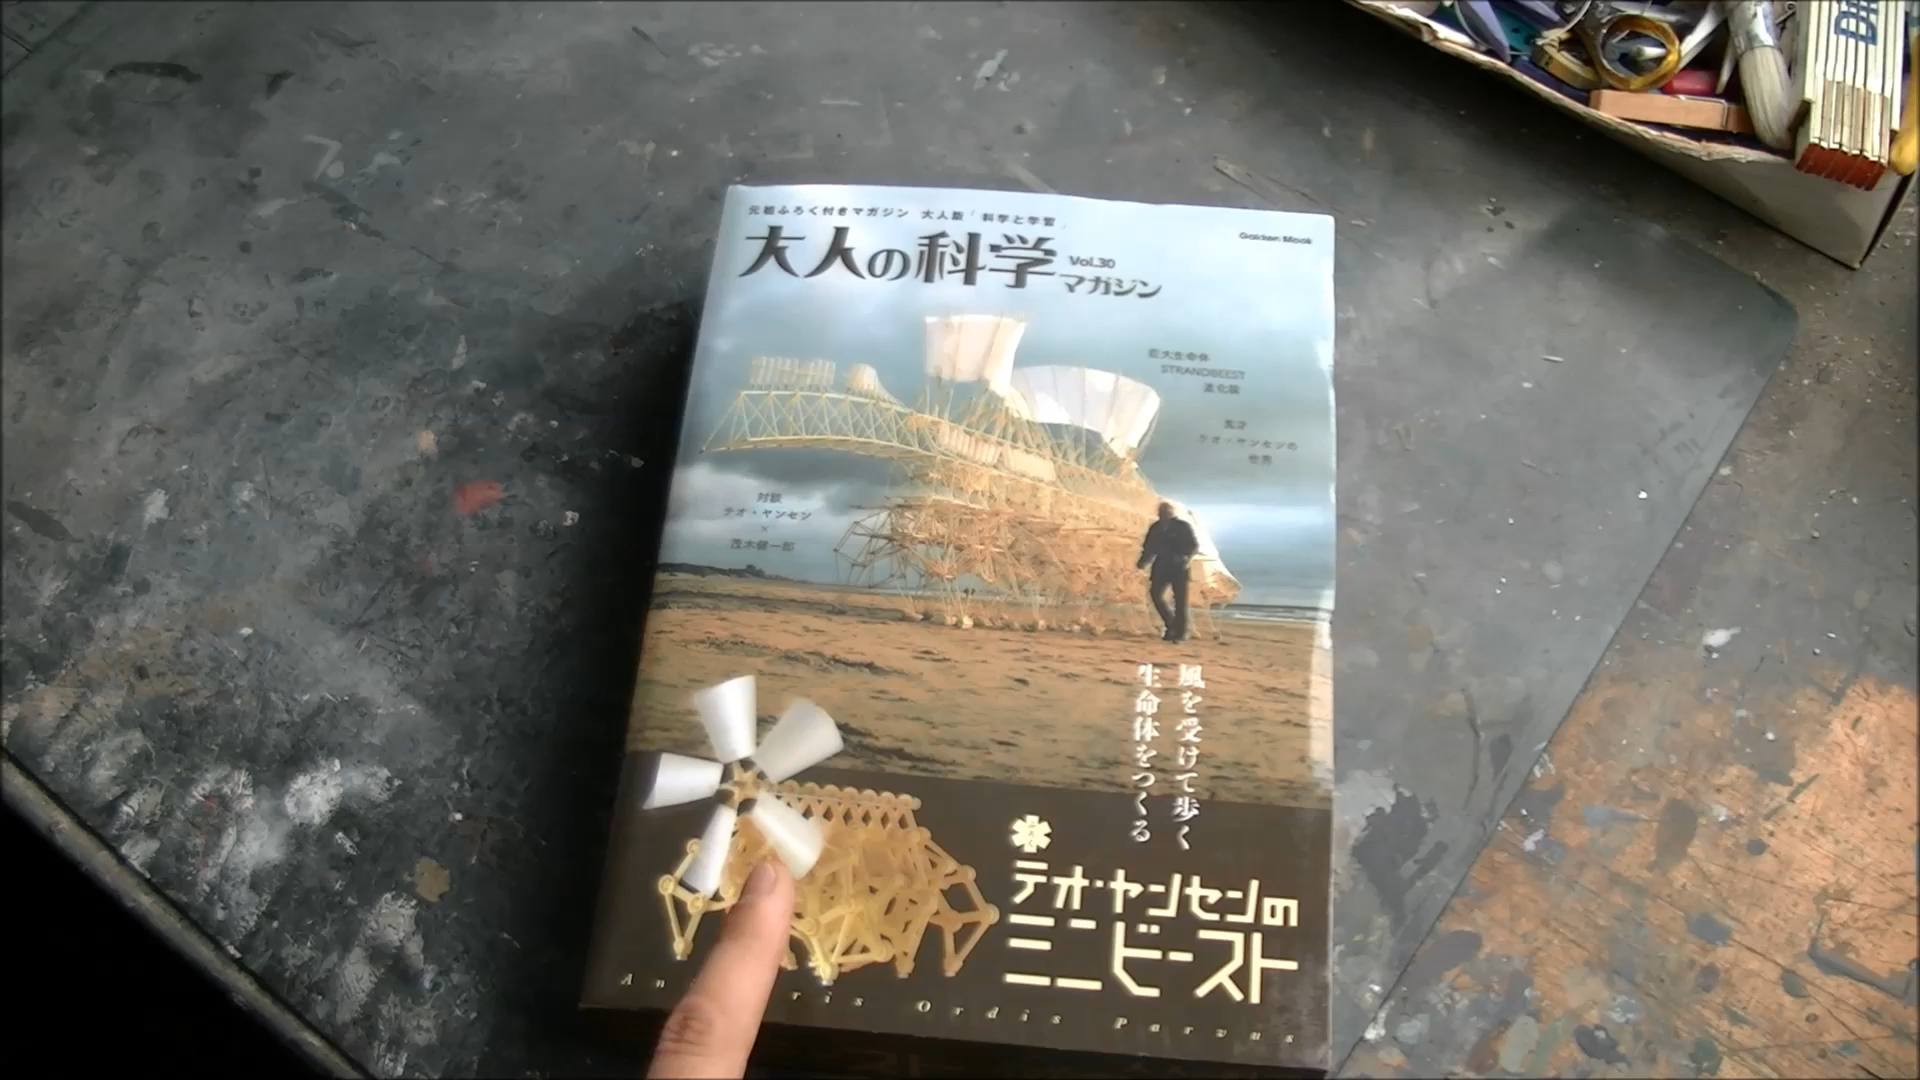 元祖ふろく付きマガジン 大人版「科学と学習」
Gakken Mook
大人の科学
Vol.30
マガジン
巨大生命体
STRANDBEEST
進化論
テオ・ヤンセンの
世界
対談
テオ・ヤンセン
×
茂木健一郎
風を受けて歩く
生命体をつくる
テオ・ヤンセンの
ミニビースト
Ordis Parvus